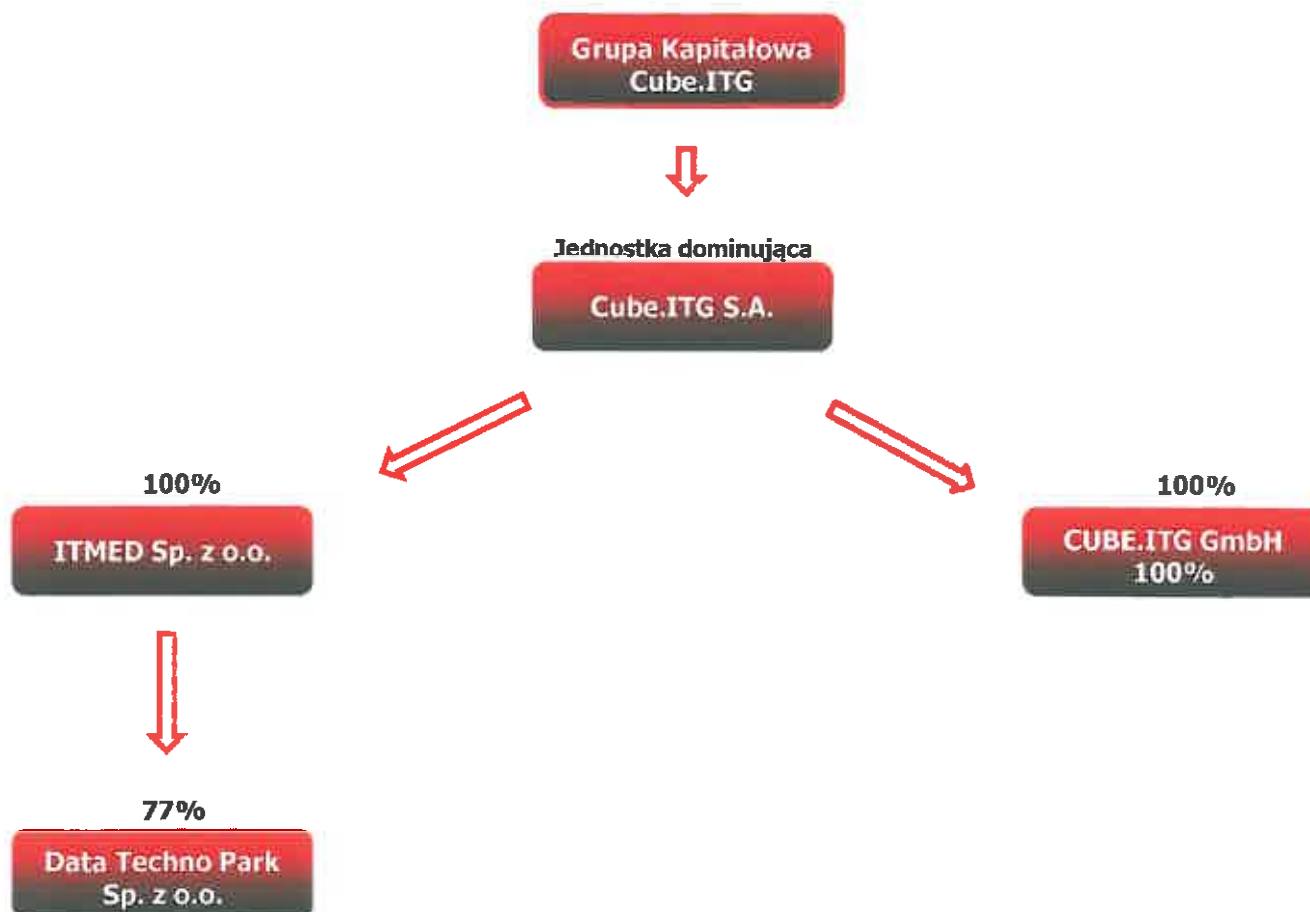 Grupa Kapitałowa
Cube.ITG
Jednostka dominująca
Cube.ITG S.A.
100%
ITMED Sp. z o.o.
100%
CUBE.ITG GmbH
100%
77%
Data Techno Park
Sp. z o.o.